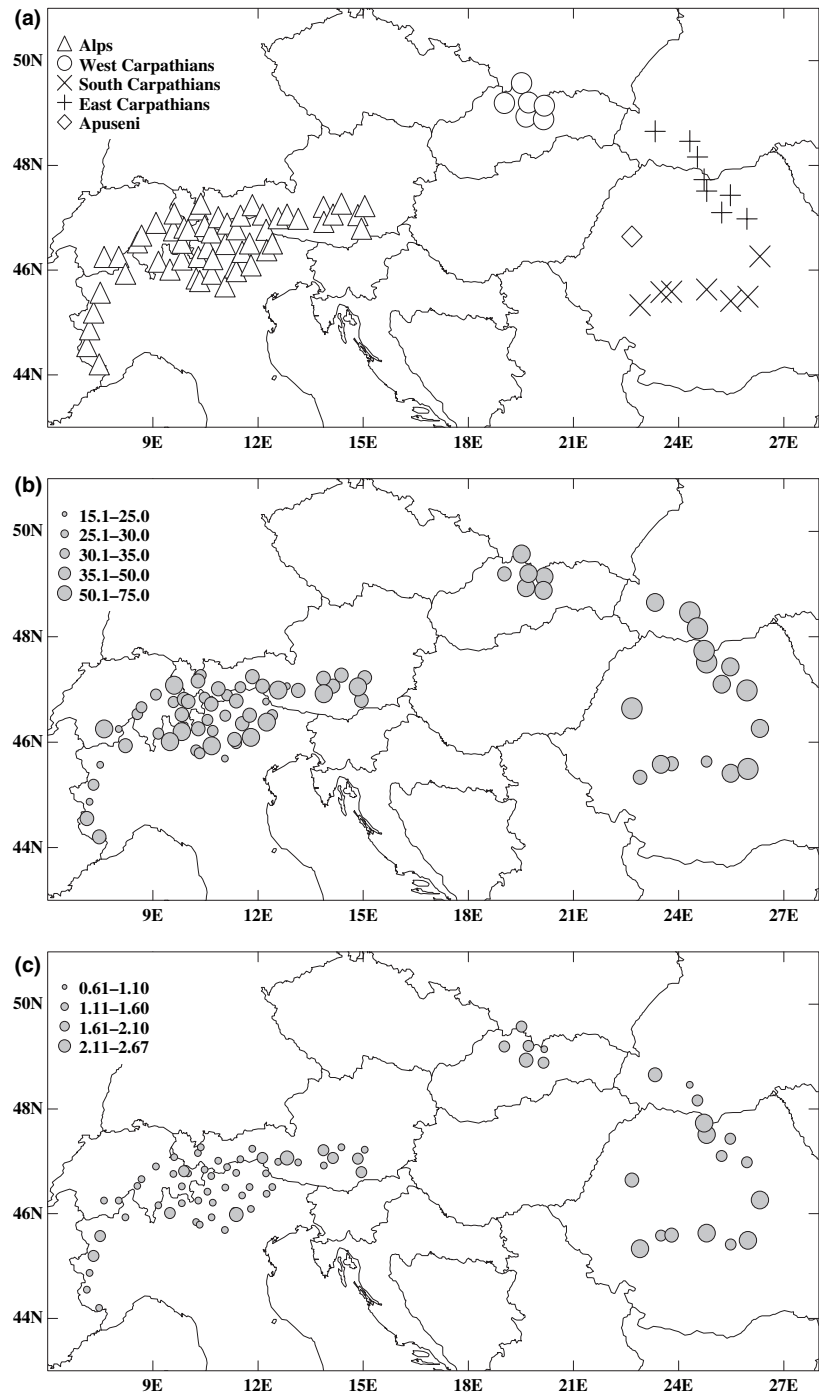 (a)
50N
48N
46N
44N
Alps
West Carpathians
South Carpathians
East Carpathians
Apuseni
9E 12E 15E 18E 21E 24E 27E
(b)
50N
48N
46N
44N
15.1–25.0
25.1–30.0
30.1–35.0
35.1–50.0
50.1–75.0
9E 12E 15E 18E 21E 24E 27E
(c)
50N
48N
46N
44N
0.61–1.10
1.11–1.60
1.61–2.10
2.11–2.67
9E 12E 15E 18E 21E 24E 27E